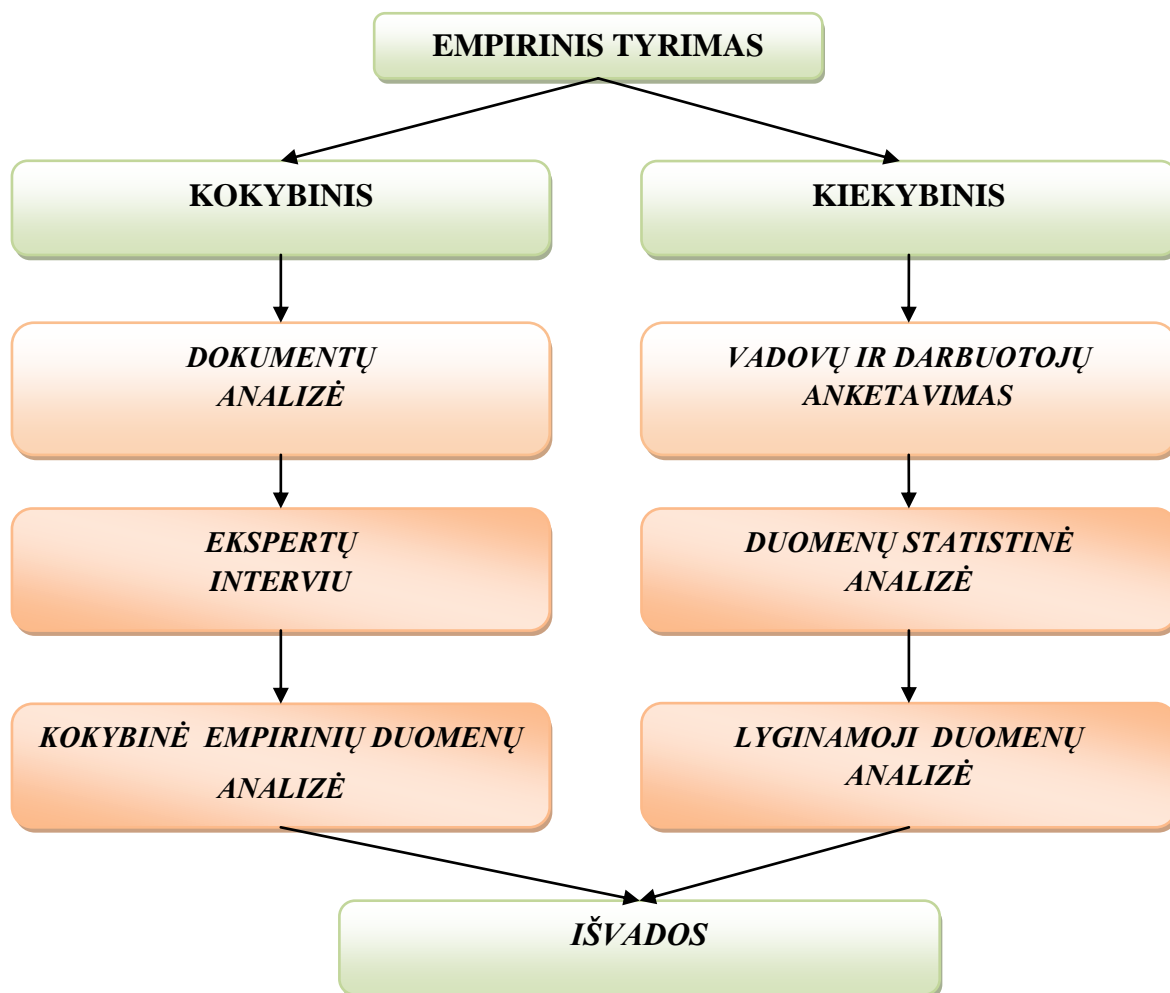 EMPIRINIS TYRIMAS
KOKYBINIS
KIEKYBINIS
DOKUMENTŲ
ANALIZĖ
VADOVŲ IR DARBUOTOJŲ
ANKETAVIMAS
EKSPERTŲ
INTERVIU
DUOMENŲ STATISTINĖ
ANALIZĖ
KOKYBINĖ EMPIRINIŲ DUOMENŲ
ANALIZĖ
LYGINAMOJI DUOMENŲ
ANALIZĖ
IŠVADOS